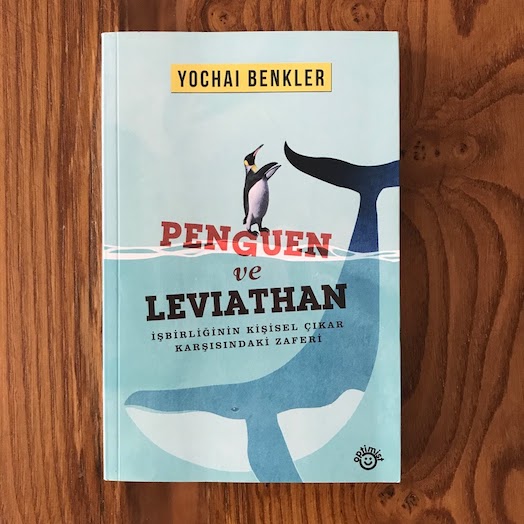 YOCHAI BENKLER
PENGUEN
ve
LEVIATHAN
İŞBİRLİĞİNİN KİŞİSEL ÇIKAR
KARŞISINDAKİ ZAFERİ
optimist